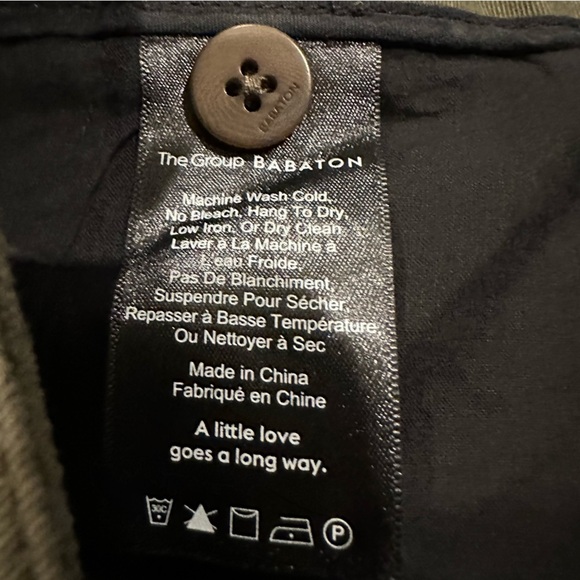 BABATON
The Group BABATON
Machine Wash Cold,
No Bleach, Hang To Dry,
Low Iron, Or Dry Clean.
Laver à La Machine à
L'eau Froide,
Pas De Blanchiment,
Suspendre Pour Sécher,
Repasser à Basse Température
Ou Nettoyer à Sec
Made in China
Fabriqué en Chine
A little love
goes a long way.
30C P